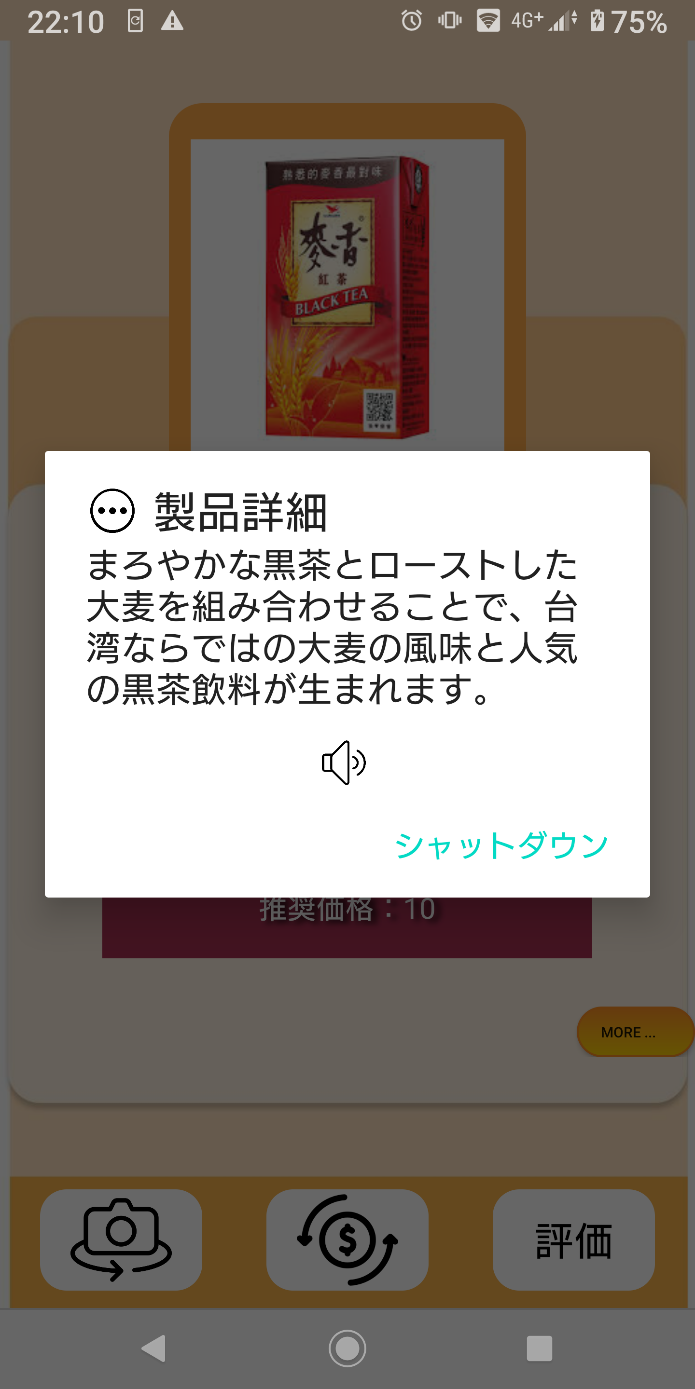 22:10
4G+
75%
熟悉的麥香最對味
麥香
紅茶
BLACK TEA
製品詳細
まろやかな黒茶とローストした
大麦を組み合わせることで、台
湾ならではの大麦の風味と人気
の黒茶飲料が生まれます。
シャットダウン
推奨価格：10
MORE ...
評価